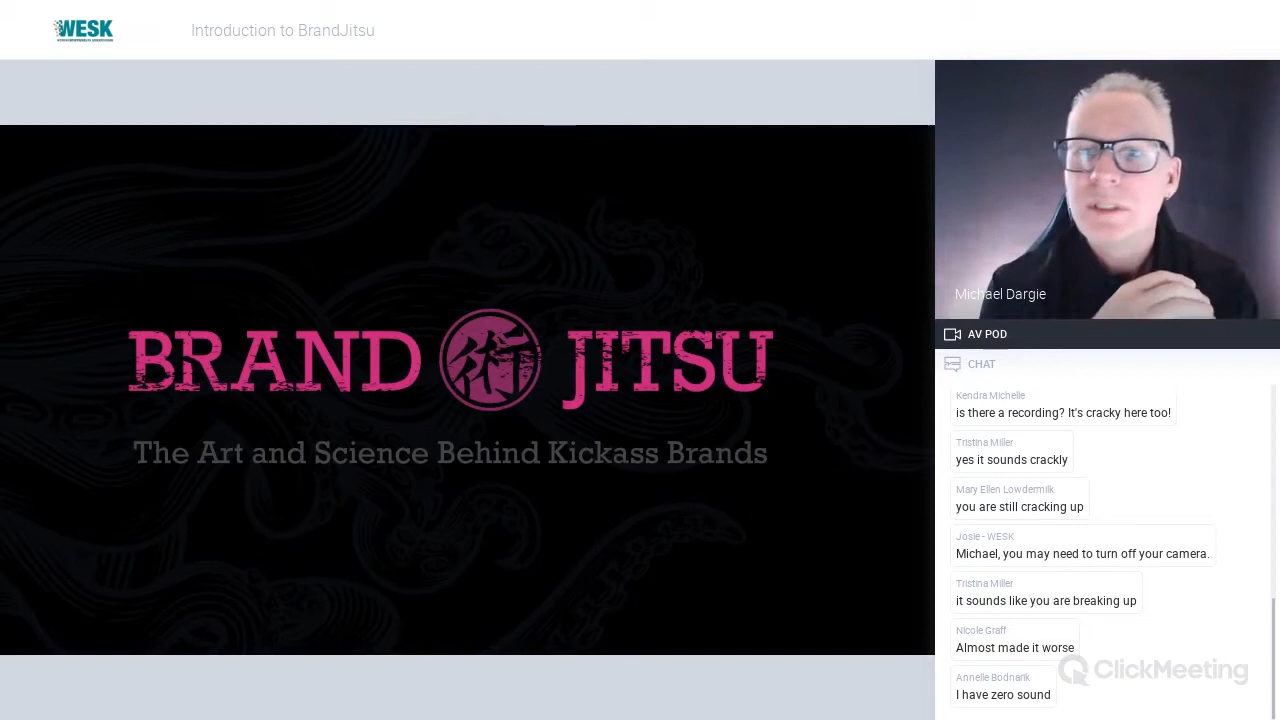 WESK
Introduction to BrandJitsu
BRAND 術 JITSU
The Art and Science Behind Kickass Brands
Michael Dargie
AV POD
CHAT
Kendra Michelle
is there a recording? It's cracky here too!
Tristina Miller
yes it sounds crackly
Mary Ellen Lowdermilk
you are still cracking up
Josie - WESK
Michael, you may need to turn off your camera.
Tristina Miller
it sounds like you are breaking up
Nicole Graff
Almost made it worse
Annelle Bodnarik
I have zero sound
ClickMeeting